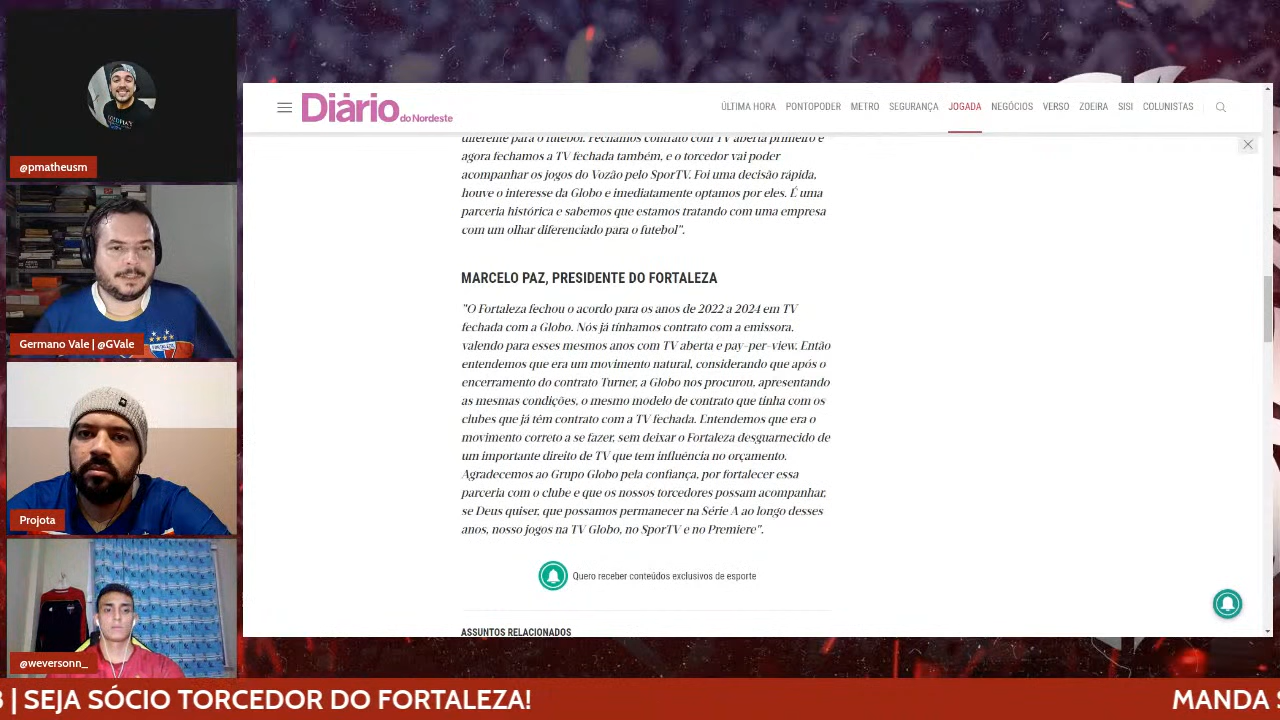 @pmatheusm
Germano Vale | @GVale
Projota
@weversonn_
Diário
do Nordeste
ÚLTIMA HORA PONTOPODER METRO SEGURANÇA JOGADA NEGÓCIOS VERSO ZOEIRA SISI COLUNISTAS
diferente para o futebol. Fechamos contrato com TV aberta primeiro e
agora fechamos a TV fechada também, e o torcedor vai poder
acompanhar os jogos do Vozão pelo SporTV. Foi uma decisão rápida,
houve o interesse da Globo e imediatamente optamos por eles. É uma
parceria histórica e sabemos que estamos tratando com uma empresa
com um olhar diferenciado para o futebol".
MARCELO PAZ, PRESIDENTE DO FORTALEZA
"O Fortaleza fechou o acordo para os anos de 2022 a 2024 em TV
fechada com a Globo. Nós já tínhamos contrato com a emissora,
valendo para esses mesmos anos com TV aberta e pay-per-view. Então
entendemos que era um movimento natural, considerando que após o
encerramento do contrato Turner, a Globo nos procurou, apresentando
as mesmas condições, o mesmo modelo de contrato que tinha com os
clubes que já têm contrato com a TV fechada. Entendemos que era o
movimento correto a se fazer, sem deixar o Fortaleza desguarnecido de
um importante direito de TV que tem influência no orçamento.
Agradecemos ao Grupo Globo pela confiança, por fortalecer essa
parceria com o clube e que os nossos torcedores possam acompanhar,
se Deus quiser, que possamos permanecer na Série A ao longo desses
anos, nosso jogos na TV Globo, no SporTV e no Premiere".
Quero receber conteúdos exclusivos de esporte
ASSUNTOS RELACIONADOS
| SEJA SÓCIO TORCEDOR DO FORTALEZA!
MANDA